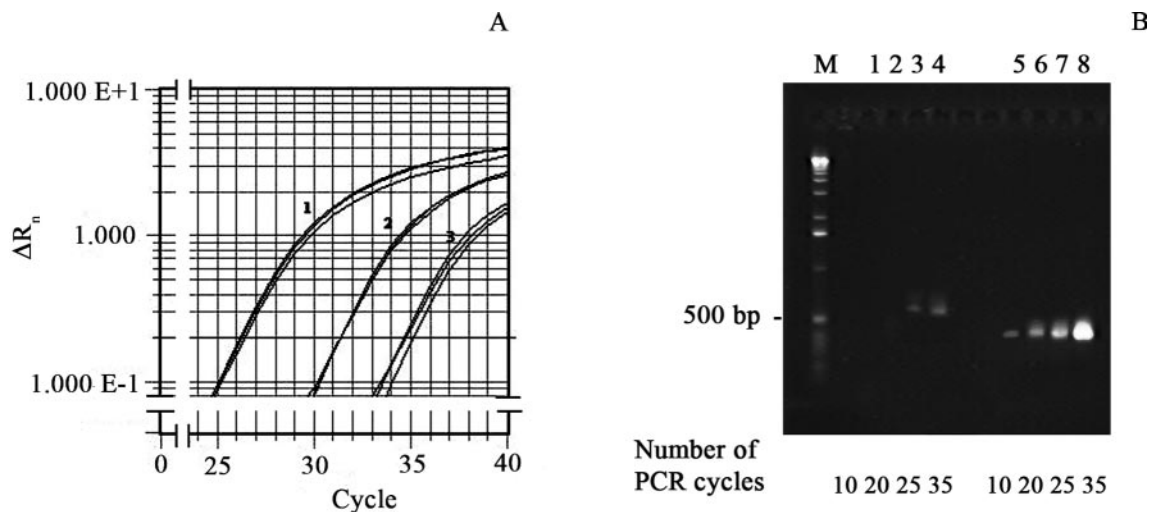 A
1.000 E+1
1.000
1.000 E-1
ΔRn
1
2
3
0 25 30 35 40
Cycle
B
M 1 2 3 4 5 6 7 8
500 bp -
Number of
PCR cycles
10 20 25 35 10 20 25 35